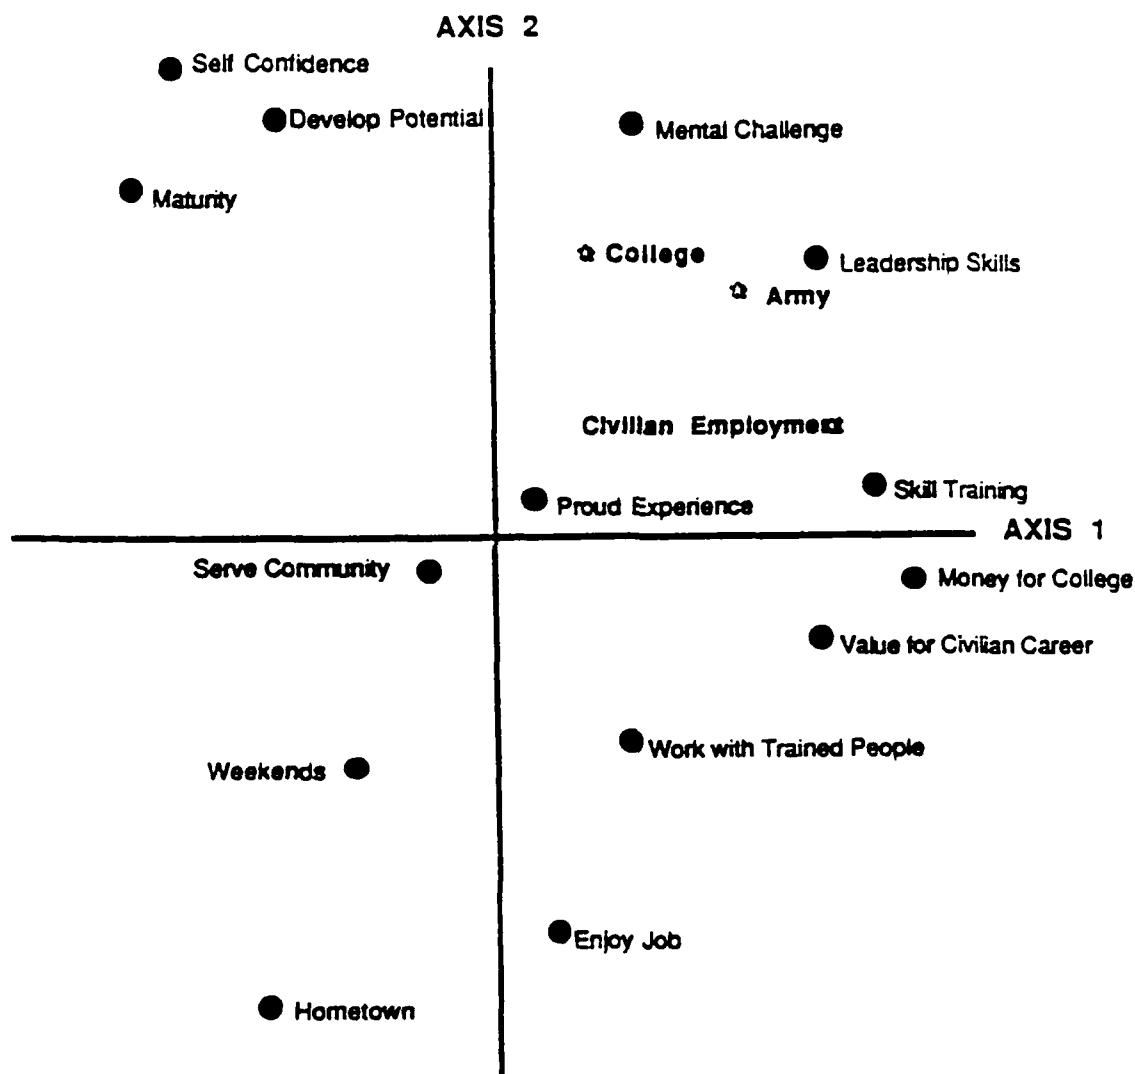 AXIS 2
Self Confidence
Develop Potential
Mental Challenge
Maturity
College
Leadership Skills
Army
Civilian Employment
Skill Training
Proud Experience
AXIS 1
Serve Community
Money for College
Value for Civilian Career
Work with Trained People
Weekends
Enjoy Job
Hometown